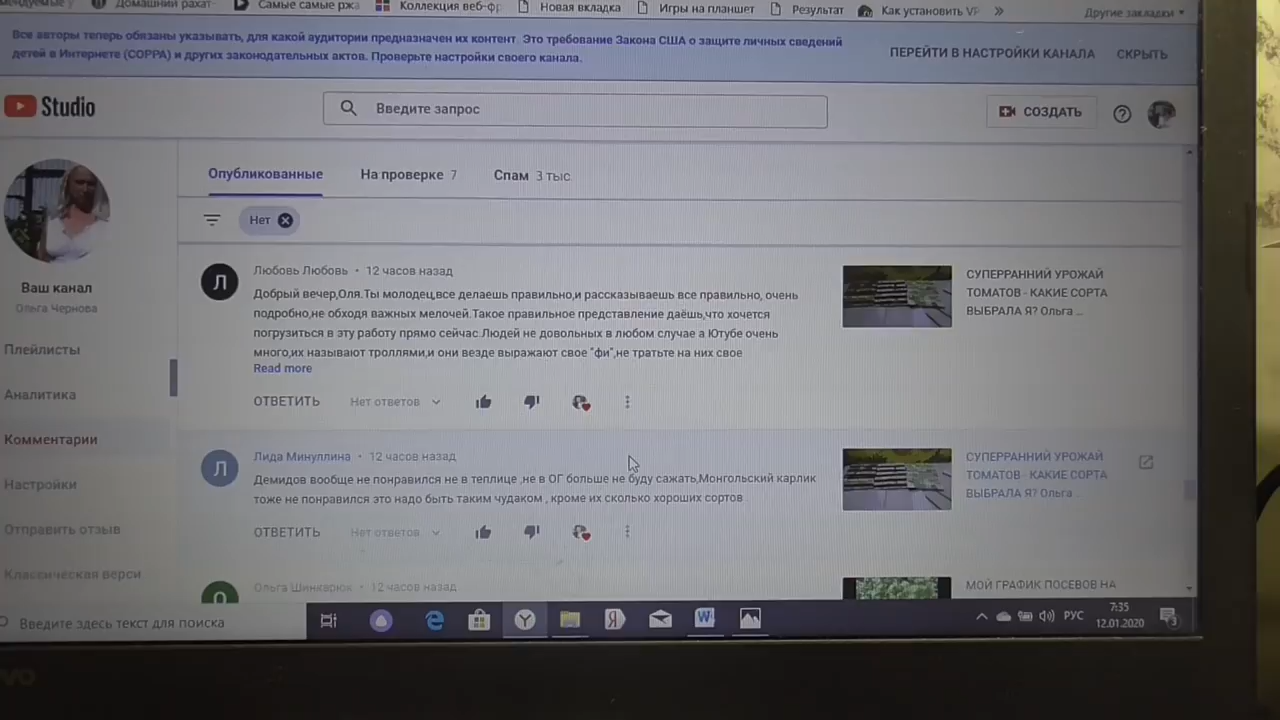 Домашний рахат
Самые самые ржа
Коллекция веб-фр
Новая вкладка
Игры на планшет
Результат
Как установить VP
»
Другие закладки
Все авторы теперь обязаны указывать, для какой аудитории предназначен их контент. Это требование Закона США о защите личных сведений
детей в Интернете (COPPA) и других законодательных актов. Проверьте настройки своего канала.
ПЕРЕЙТИ В НАСТРОЙКИ КАНАЛА
СКРЫТЬ
Studio
Введите запрос
СОЗДАТЬ
Опубликованные
На проверке 7
Спам 3 тыс
Нет
Ваш канал
Ольга Чернова
Плейлисты
Аналитика
Комментарии
Настройки
Отправить отзыв
Классическая верси
Л
Любовь Любовь • 12 часов назад
Добрый вечер,Оля.Ты молодец,все делаешь правильно,и рассказываешь все правильно, очень
подробно,не обходя важных мелочей.Такое правильное представление даёшь,что хочется
погрузиться в эту работу прямо сейчас.Людей не довольных в любом случае а Ютубе очень
много,их называют троллями,и они везде выражают свое "фи",не тратьте на них свое
Read more
ОТВЕТИТЬ
Нет ответов
СУПЕРРАННИЙ УРОЖАЙ
ТОМАТОВ - КАКИЕ СОРТА
ВЫБРАЛА Я? Ольга ...
Л
Лида Минуллина • 12 часов назад
Демидов вообще не понравился не в теплице ,не в ОГ больше не буду сажать,Монгольский карлик
тоже не понравился это надо быть таким чудаком , кроме их сколько хороших сортов
ОТВЕТИТЬ
Нет ответов
СУПЕРРАННИЙ УРОЖАЙ
ТОМАТОВ - КАКИЕ СОРТА
ВЫБРАЛА Я? Ольга ...
О
Ольга Шинкарюк • 12 часов назад
МОЙ ГРАФИК ПОСЕВОВ НА
Введите здесь текст для поиска
РУС
7:35
12.01.2020
3